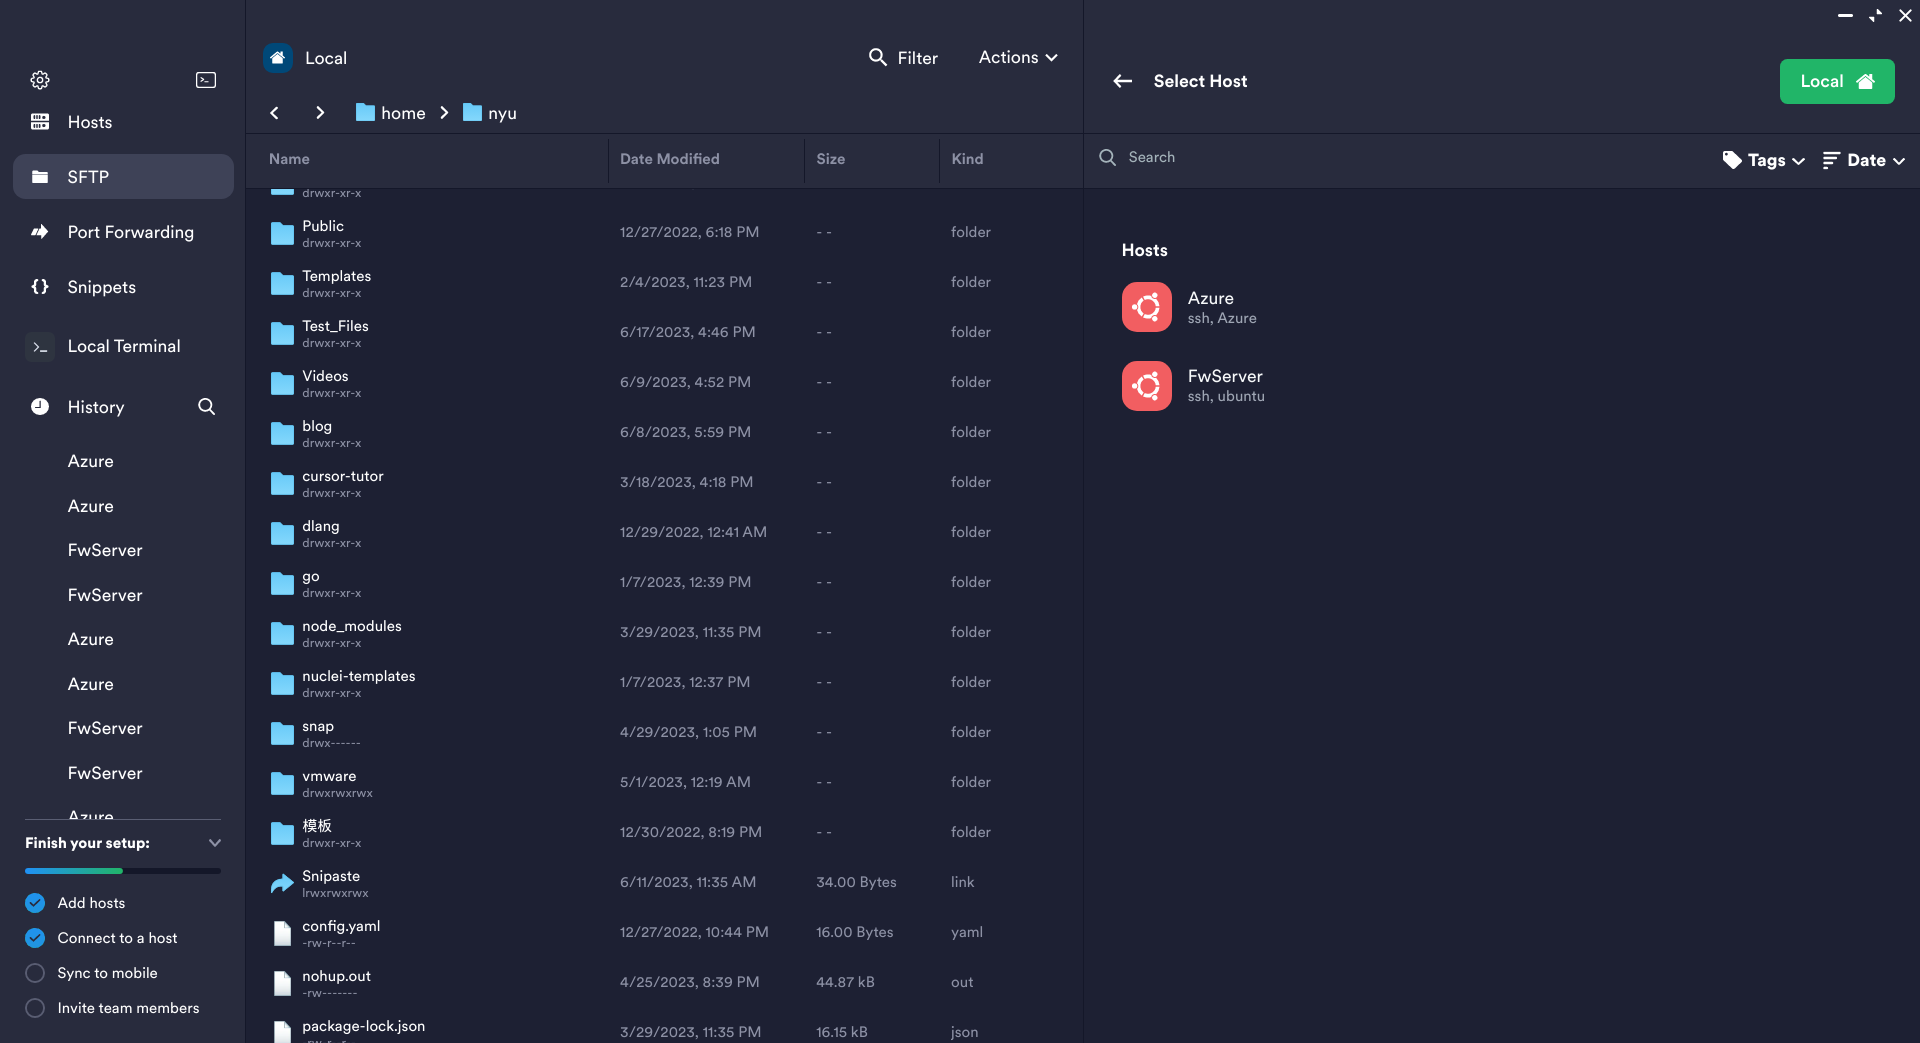 Hosts
SFTP
Port Forwarding
Snippets
Local Terminal
History
Azure
Azure
FwServer
FwServer
Azure
Azure
FwServer
FwServer
Azure
Finish your setup:
Add hosts
Connect to a host
Sync to mobile
Invite team members
Local
Filter
Actions
home
nyu
Name Date Modified Size Kind
drwxr-xr-x
Public 12/27/2022, 6:18 PM - - folder
drwxr-xr-x
Templates 2/4/2023, 11:23 PM - - folder
drwxr-xr-x
Test_Files 6/17/2023, 4:46 PM - - folder
drwxr-xr-x
Videos 6/9/2023, 4:52 PM - - folder
drwxr-xr-x
blog 6/8/2023, 5:59 PM - - folder
drwxr-xr-x
cursor-tutor 3/18/2023, 4:18 PM - - folder
drwxr-xr-x
dlang 12/29/2022, 12:41 AM - - folder
drwxr-xr-x
go 1/7/2023, 12:39 PM - - folder
drwxr-xr-x
node_modules 3/29/2023, 11:35 PM - - folder
drwxr-xr-x
nuclei-templates 1/7/2023, 12:37 PM - - folder
drwxr-xr-x
snap 4/29/2023, 1:05 PM - - folder
drwx------
vmware 5/1/2023, 12:19 AM - - folder
drwxrwxrwx
模板 12/30/2022, 8:19 PM - - folder
drwxr-xr-x
Snipaste 6/11/2023, 11:35 AM 34.00 Bytes link
lrwxrwxrwx
config.yaml 12/27/2022, 10:44 PM 16.00 Bytes yaml
-rw-r--r--
nohup.out 4/25/2023, 8:39 PM 44.87 kB out
-rw-------
package-lock.json 3/29/2023, 11:35 PM 16.15 kB json
Select Host
Local
Search
Tags
Date
Hosts
Azure
ssh, Azure
FwServer
ssh, ubuntu